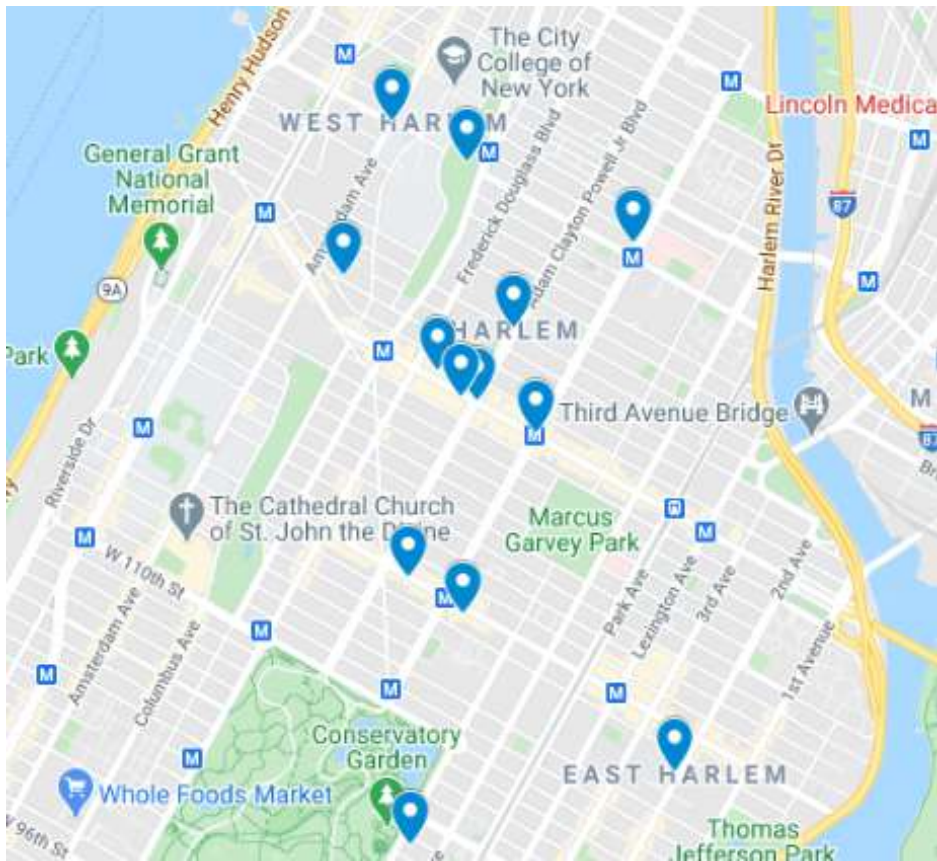 The City
College of
New York
Henry Hudson
WEST HARLEM
Lincoln Medica
General Grant
National
Memorial
Frederick Douglass Blvd
Adam Clayton Powell Jr Blvd
Harlem River Dr
87
9A
HARLEM
Park
Third Avenue Bridge
M
87
Riverside Dr
The Cathedral Church
of St. John the Divine
Marcus
Garvey Park
W 110th St
Park Ave
Lexington Ave
3rd Ave
2nd Ave
1st Avenue
Amsterdam Ave
Columbus Ave
Conservatory
Garden
EAST HARLEM
Whole Foods Market
W 96th St
Thomas
Jefferson Park